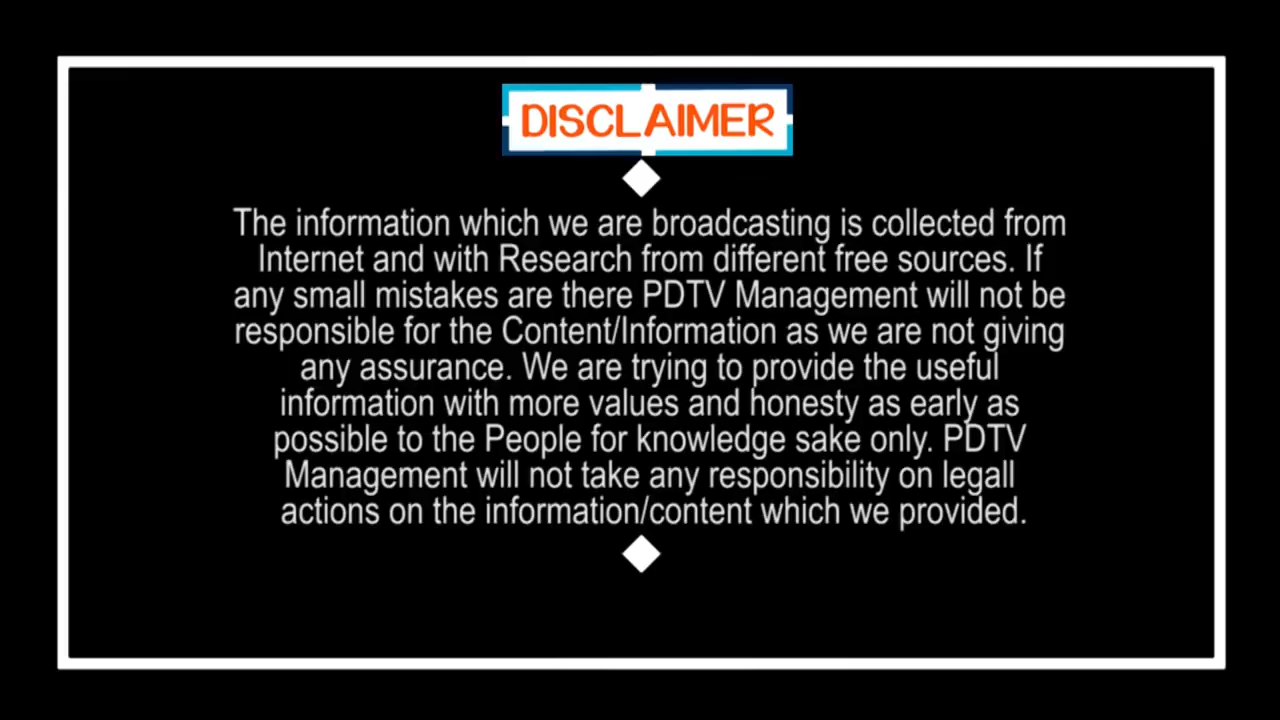 DISCLAIMER
The information which we are broadcasting is collected from
Internet and with Research from different free sources. If
any small mistakes are there PDTV Management will not be
responsible for the Content/Information as we are not giving
any assurance. We are trying to provide the useful
information with more values and honesty as early as
possible to the People for knowledge sake only. PDTV
Management will not take any responsibility on legall
actions on the information/content which we provided.